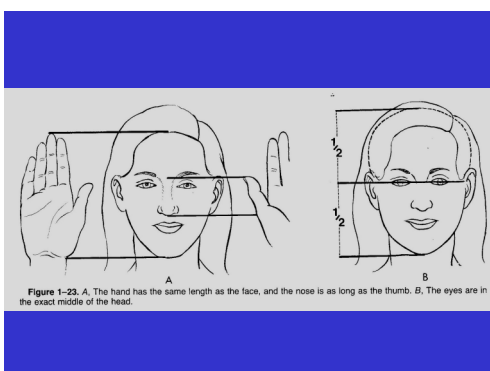 1/2
1/2
A
B
Figure 1–23. A, The hand has the same length as the face, and the nose is as long as the thumb. B, The eyes are in
the exact middle of the head.